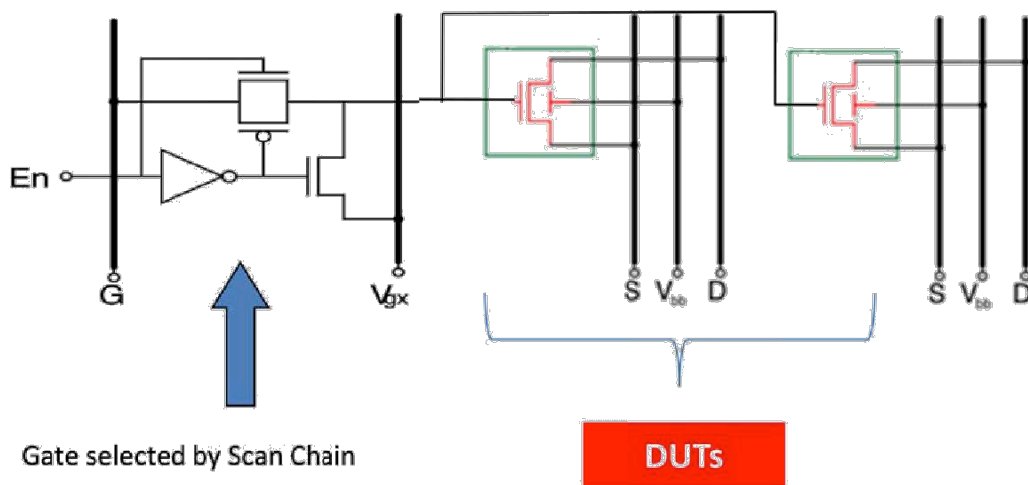 En
G
Vgx
S Vbb D
S Vbb D
Gate selected by Scan Chain
DUTs